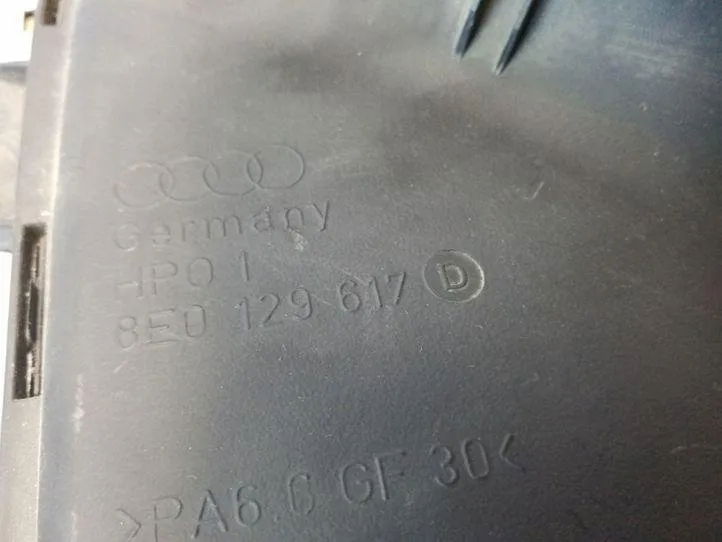 Germany
HPO 1
8E0 129 617 D
>PA6.6 GF 30<